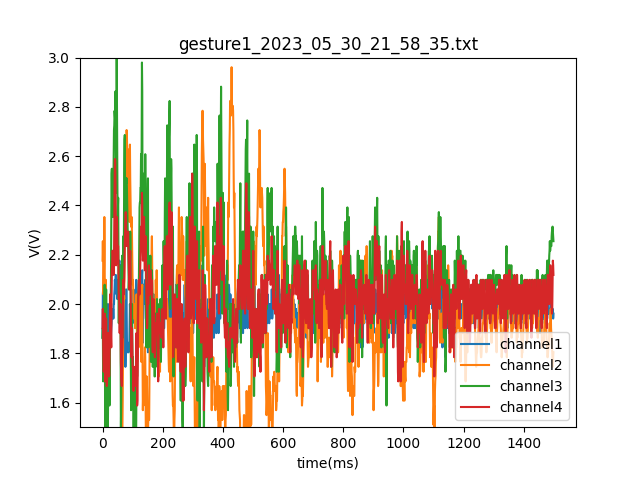 gesture1_2023_05_30_21_58_35.txt
3.0
2.8
2.6
2.4
2.2
2.0
1.8
1.6
V(V)
channel1
channel2
channel3
channel4
0 200 400 600 800 1000 1200 1400
time(ms)